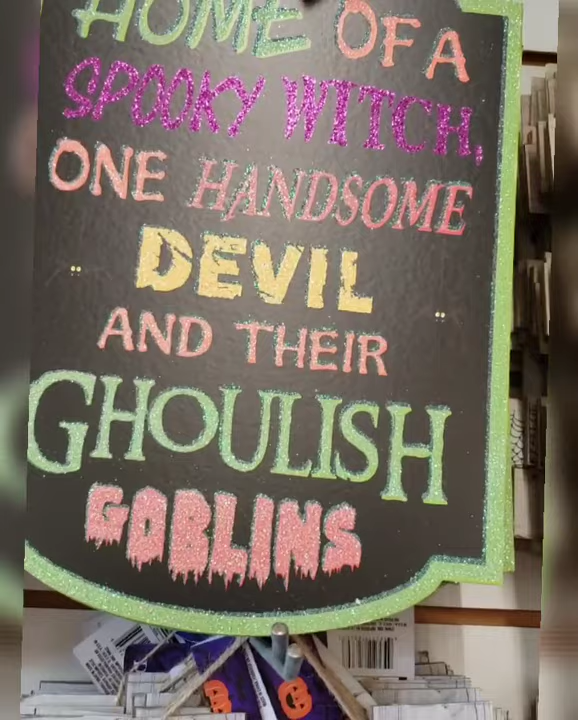 HOME OF A
SPOOKY WITCH,
ONE HANDSOME
DEVIL
AND THEIR
GHOULISH
GOBLINS